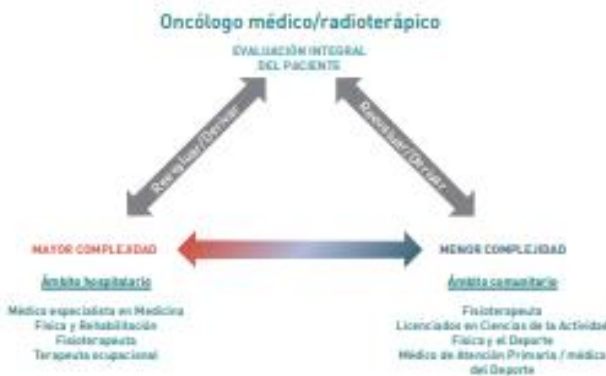 Oncólogo médico/radioterápico
EVALUACIÓN INTEGRAL
DEL PACIENTE
Reevaluar/Derivar
Reevaluar/Derivar
MAYOR COMPLEJIDAD
MENOR COMPLEJIDAD
Ámbito hospitalario
Médico especialista en Medicina
Física y Rehabilitación
Fisioterapeuta
Terapeuta ocupacional
Ámbito comunitario
Fisioterapeuta
Licenciados en Ciencias de la Actividad
Física y el Deporte
Médico de Atención Primaria / médico
del Deporte